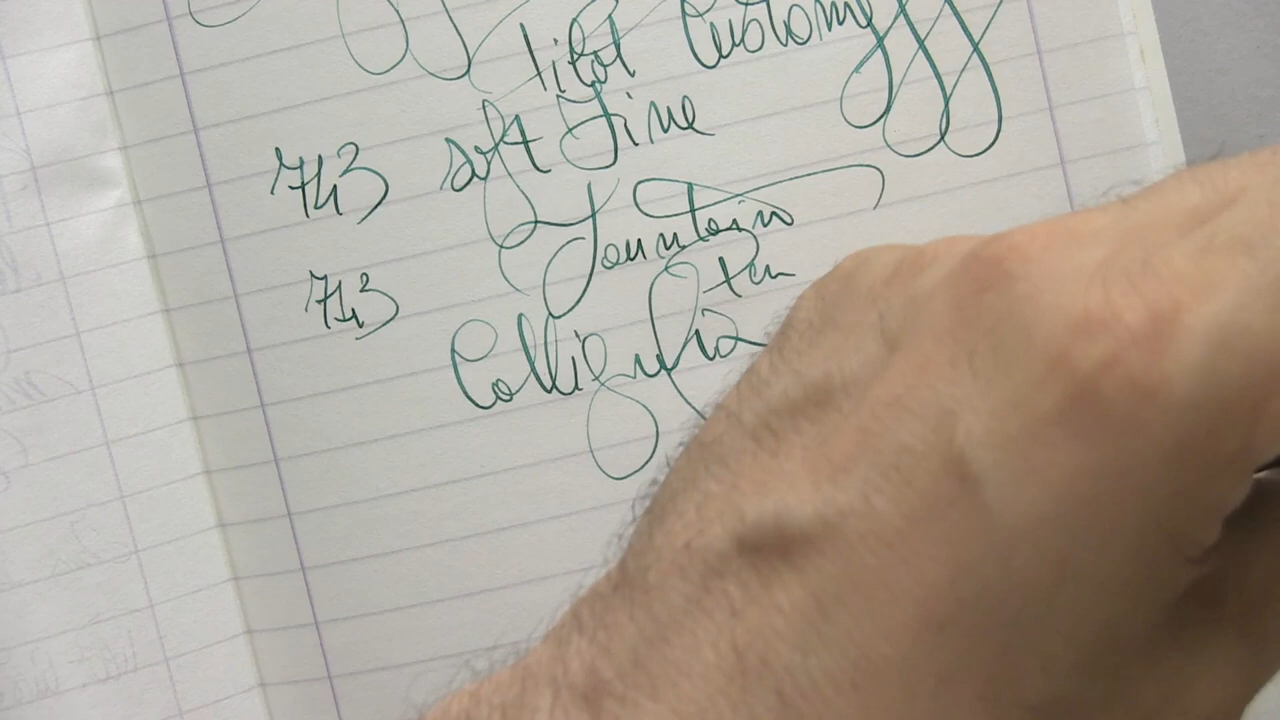 Pilot Custom
743 soft Fine
Fountain
743 Pen
Calligrafia